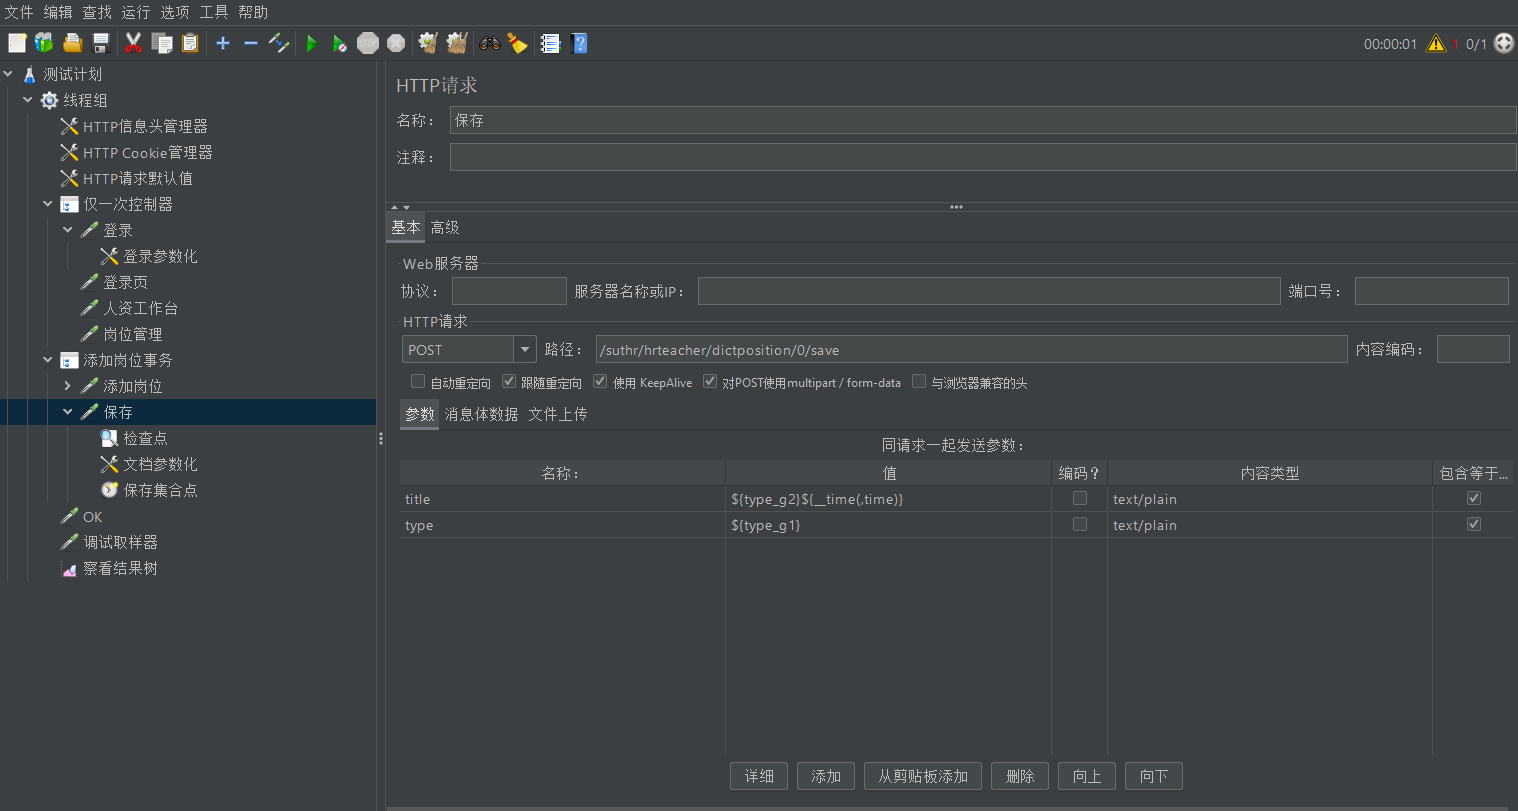 文件 编辑 查找 运行 选项 工具 帮助
00:00:01 1 0/1
测试计划
线程组
HTTP信息头管理器
HTTP Cookie管理器
HTTP请求默认值
仅一次控制器
登录
登录参数化
登录页
人资工作台
岗位管理
添加岗位事务
添加岗位
保存
检查点
文档参数化
保存集合点
OK
调试取样器
察看结果树
HTTP请求
名称： 保存
注释：
基本 高级
Web服务器
协议： 服务器名称或IP： 端口号：
HTTP请求
POST 路径： /suthr/hrteacher/dictposition/0/save 内容编码：
自动重定向 跟随重定向 使用 KeepAlive 对POST使用multipart / form-data 与浏览器兼容的头
参数 消息体数据 文件上传
同请求一起发送参数：
名称： 值 编码？ 内容类型 包含等于...
title ${type_g2}${__time(,time)} text/plain
type ${type_g1} text/plain
详细 添加 从剪贴板添加 删除 向上 向下